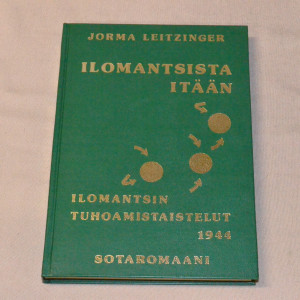 JORMA LEITZINGER
ILOMANTSISTA
ITÄÄN
ILOMANTSIN
TUHOAMISTAISTELUT
1944
SOTAROMAANI